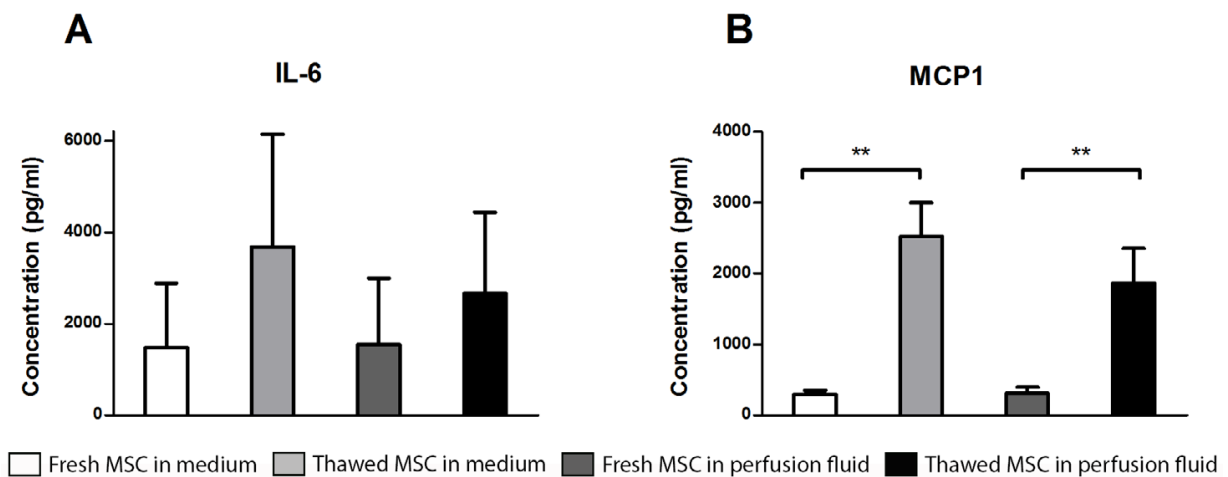 A
IL-6
Concentration (pg/ml)
6000
4000
2000
0
B
MCP1
Concentration (pg/ml)
4000
3000
2000
1000
0
**
**
Fresh MSC in medium
Thawed MSC in medium
Fresh MSC in perfusion fluid
Thawed MSC in perfusion fluid